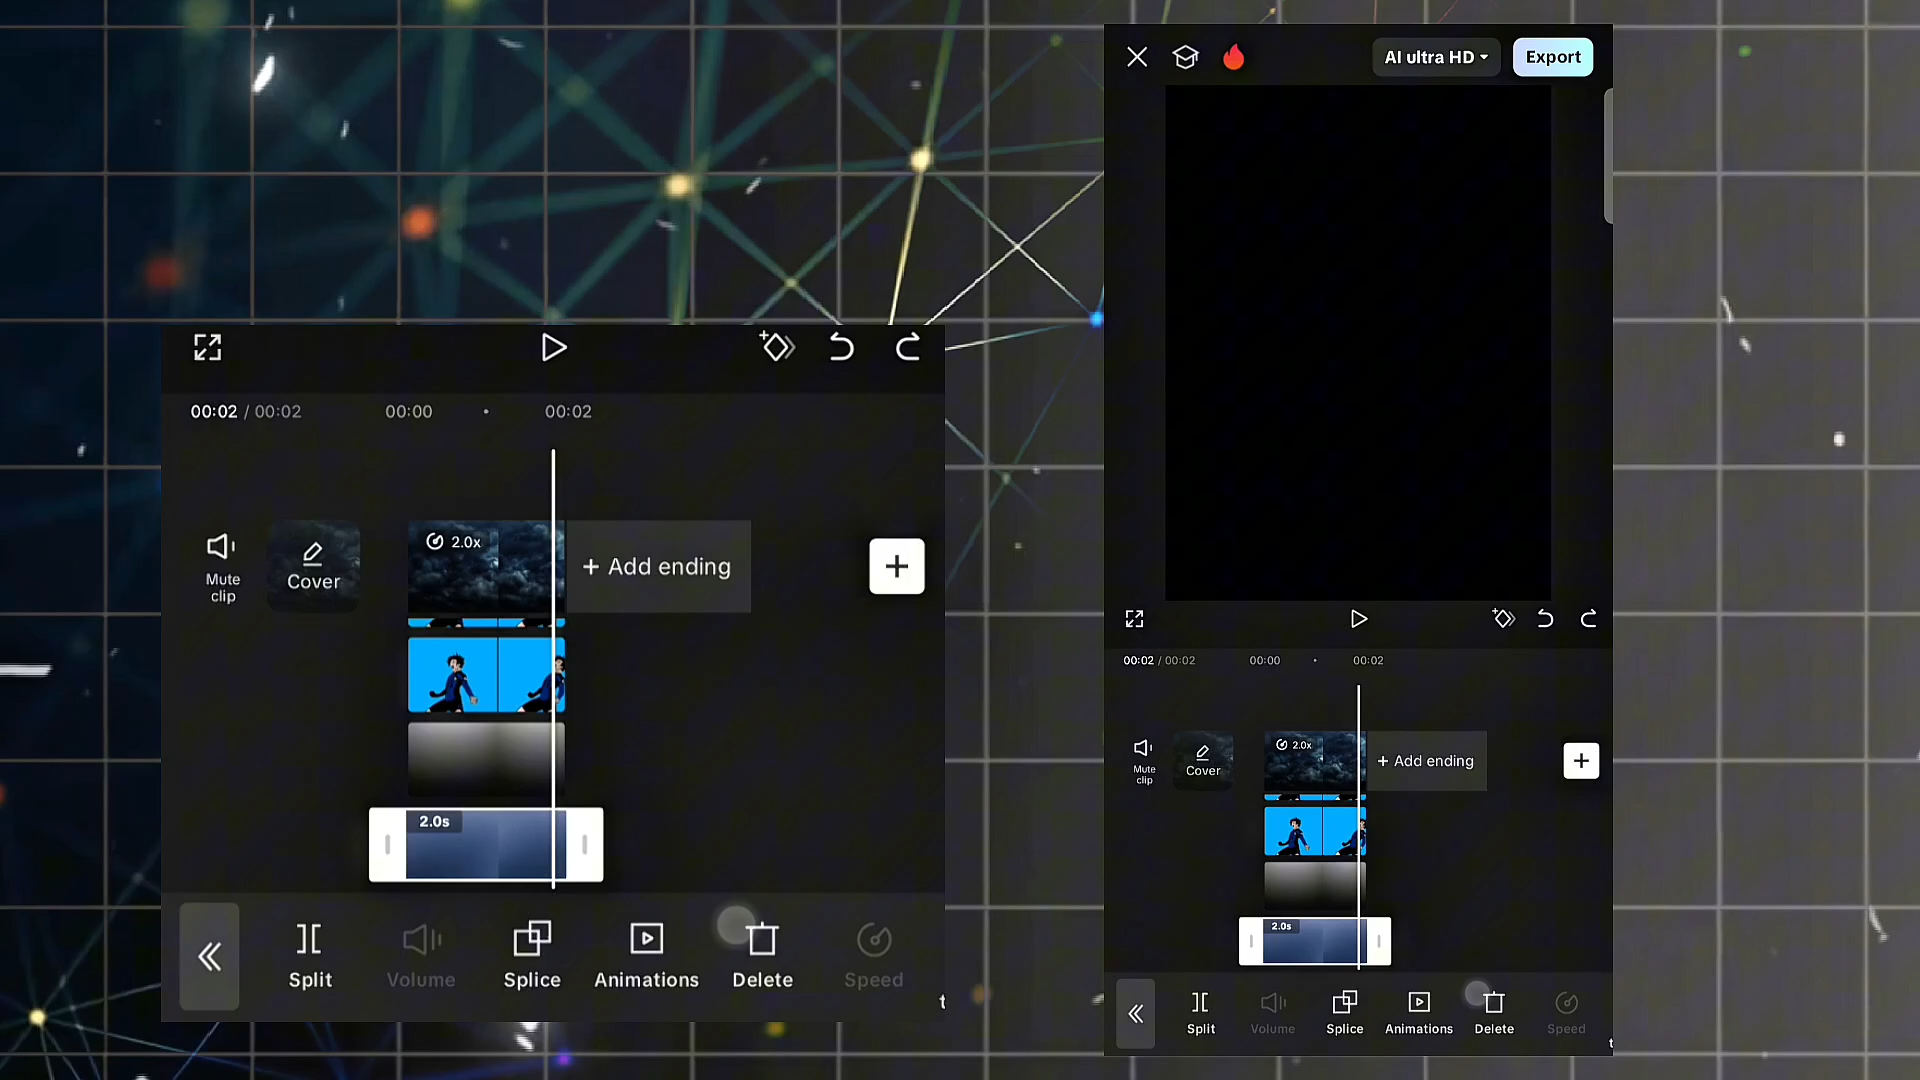 AI ultra HD
Export
00:02 / 00:02
00:00
00:02
2.0x
Mute clip
Cover
+ Add ending
2.0s
Split
Volume
Splice
Animations
Delete
Speed
t
00:02 / 00:02
00:00
00:02
2.0x
Mute clip
Cover
+ Add ending
2.0s
Split
Volume
Splice
Animations
Delete
Speed
t